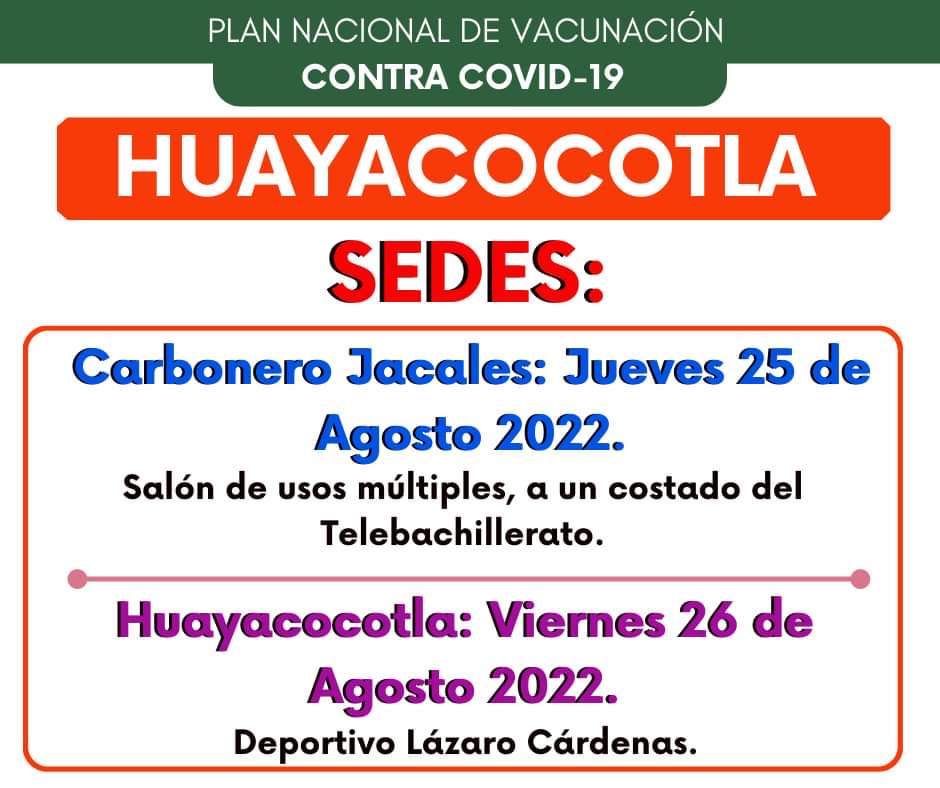 PLAN NACIONAL DE VACUNACIÓN
CONTRA COVID-19
HUAYACOCOTLA
SEDES:
Carbonero Jacales: Jueves 25 de
Agosto 2022.
Salón de usos múltiples, a un costado del
Telebachillerato.
Huayacocotla: Viernes 26 de
Agosto 2022.
Deportivo Lázaro Cárdenas.